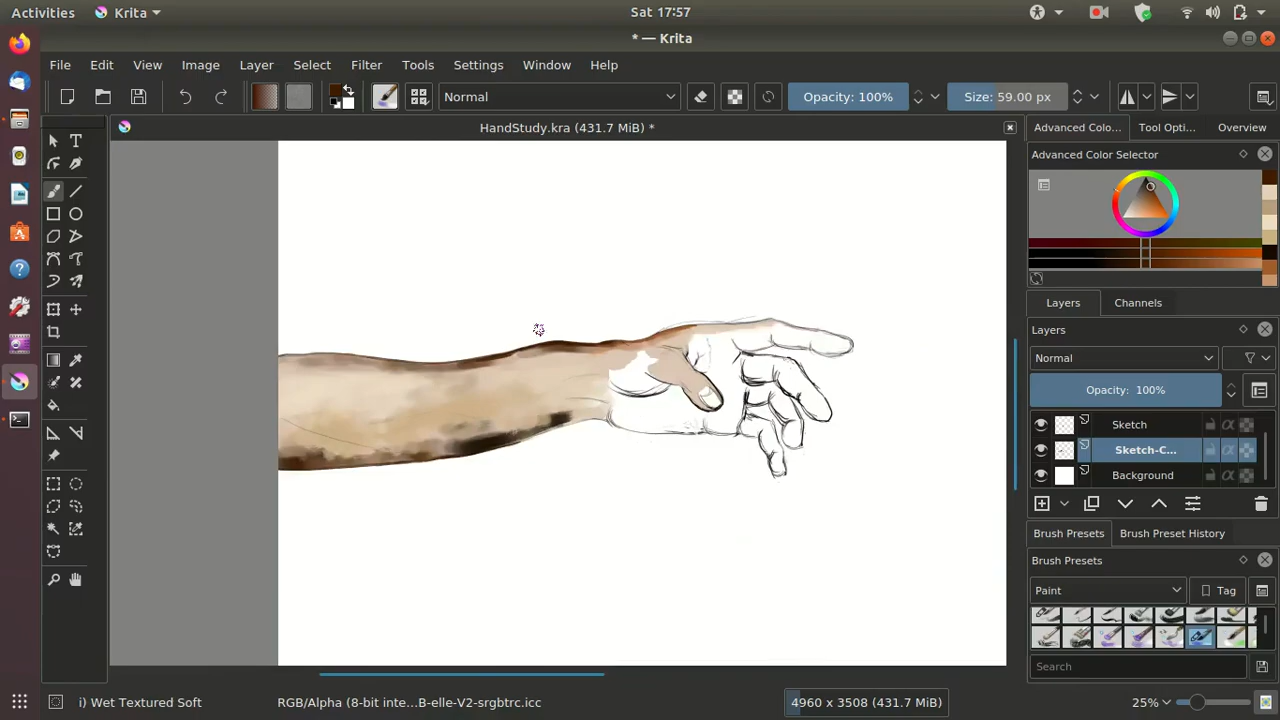 Activities Krita Sat 17:57
* — Krita
File Edit View Image Layer Select Filter Tools Settings Window Help
Normal Opacity: 100% Size: 59.00 px
HandStudy.kra (431.7 MiB) *
Advanced Colo... Tool Opti... Overview
Advanced Color Selector
Layers Channels
Layers
Normal
Opacity: 100%
Sketch
Sketch-C...
Background
Brush Presets Brush Preset History
Brush Presets
Paint Tag
Search
i) Wet Textured Soft RGB/Alpha (8-bit inte...B-elle-V2-srgbtrc.icc 4960 x 3508 (431.7 MiB) 25%